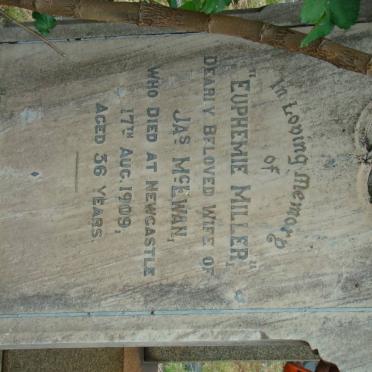 In Loving Memory
of
"EUPHEMIE MILLER,"
DEARLY BELOVED WIFE OF
JAS MCEWAN,
WHO DIED AT NEWCASTLE
17TH AUG. 1909,
AGED 36 YEARS